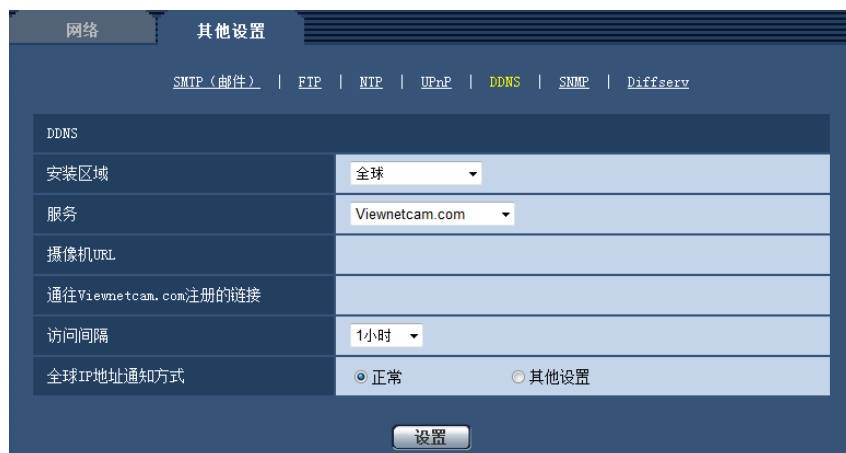 网络 其他设置
SMTP（邮件） | FTP | NTP | UPnP | DDNS | SNMP | Diffserv
DDNS
安装区域 全球
服务 Viewnetcam.com
摄像机URL
通往Viewnetcam.com注册的链接
访问间隔 1小时
全球IP地址通知方式 正常 其他设置
设置